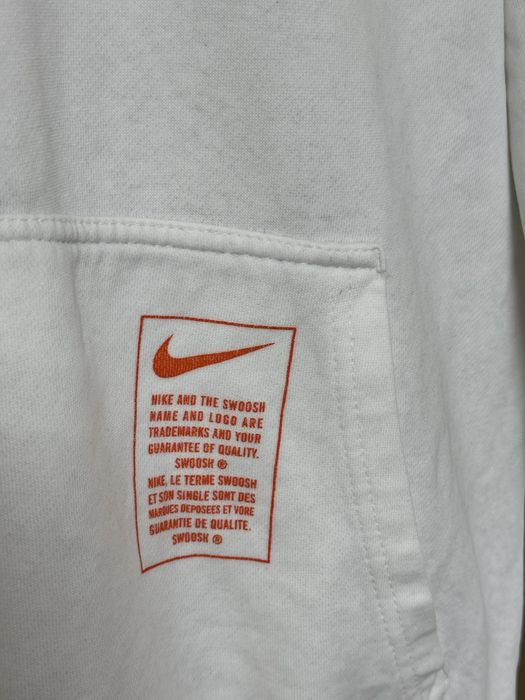 NIKE AND THE SWOOSH
NAME AND LOGO ARE
TRADEMARKS AND YOUR
GUARANTEE OF QUALITY.
SWOOSH ®
NIKE, LE TERME SWOOSH
ET SON SINGLE SONT DES
MARQUES DEPOSEES ET VORE
GUARANTIE DE QUALITE.
SWOOSH ®